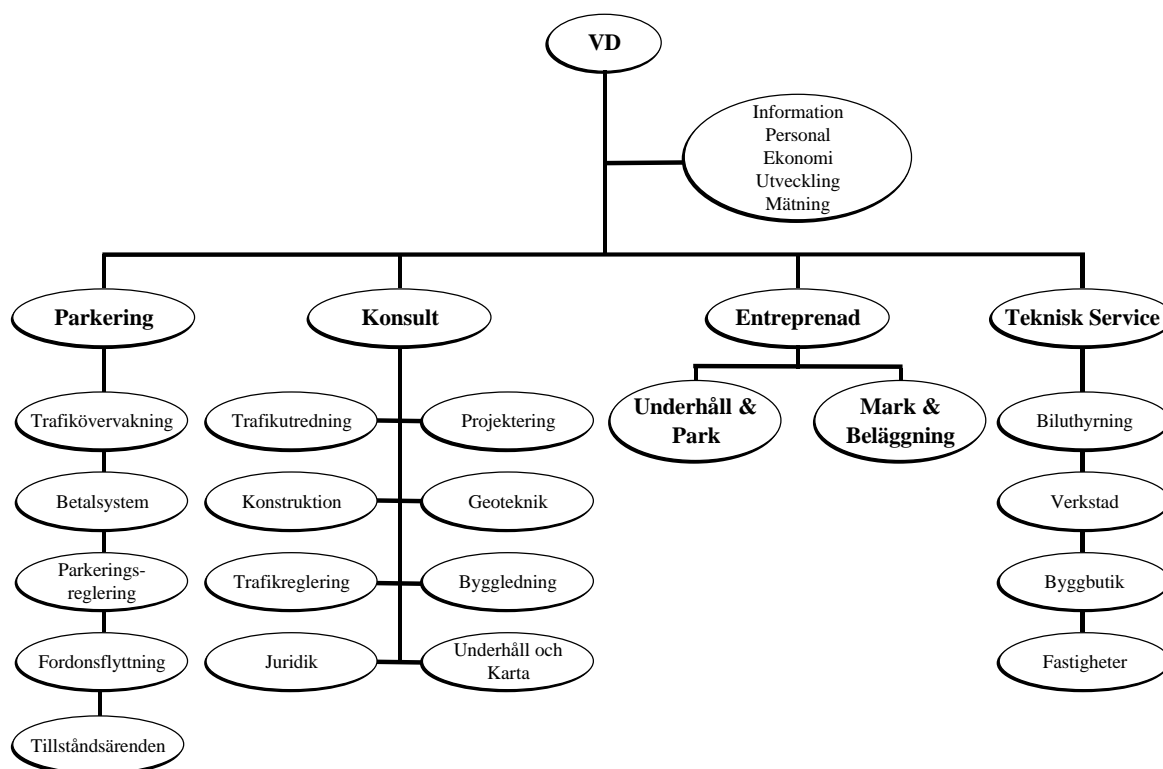 VD
Information
Personal
Ekonomi
Utveckling
Mätning
Parkering
Konsult
Entreprenad
Teknisk Service
Trafikövervakning
Betalsystem
Parkerings-
reglering
Fordonsflyttning
Tillståndsärenden
Trafikutredning
Projektering
Konstruktion
Geoteknik
Trafikreglering
Byggledning
Juridik
Underhåll och
Karta
Underhåll &
Park
Mark &
Beläggning
Biluthyrning
Verkstad
Byggbutik
Fastigheter